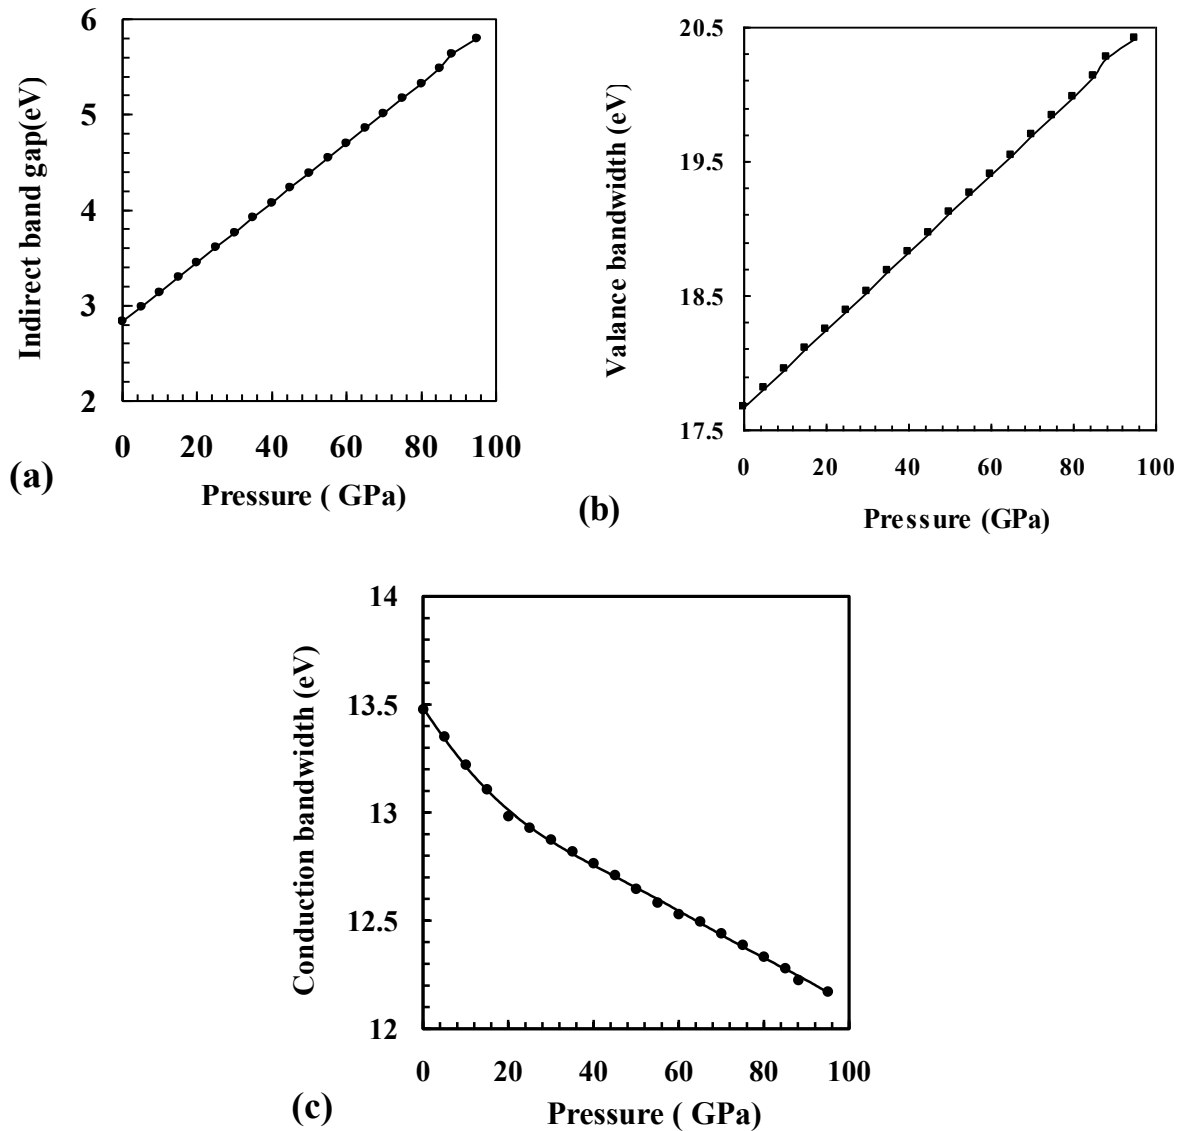 6
5
4
3
2
Indirect band gap(eV)
0 20 40 60 80 100
Pressure ( GPa)
(a)
20.5
19.5
18.5
17.5
Valance bandwidth (eV)
0 20 40 60 80 100
Pressure (GPa)
(b)
14
13.5
13
12.5
12
Conduction bandwidth (eV)
0 20 40 60 80 100
Pressure ( GPa)
(c)